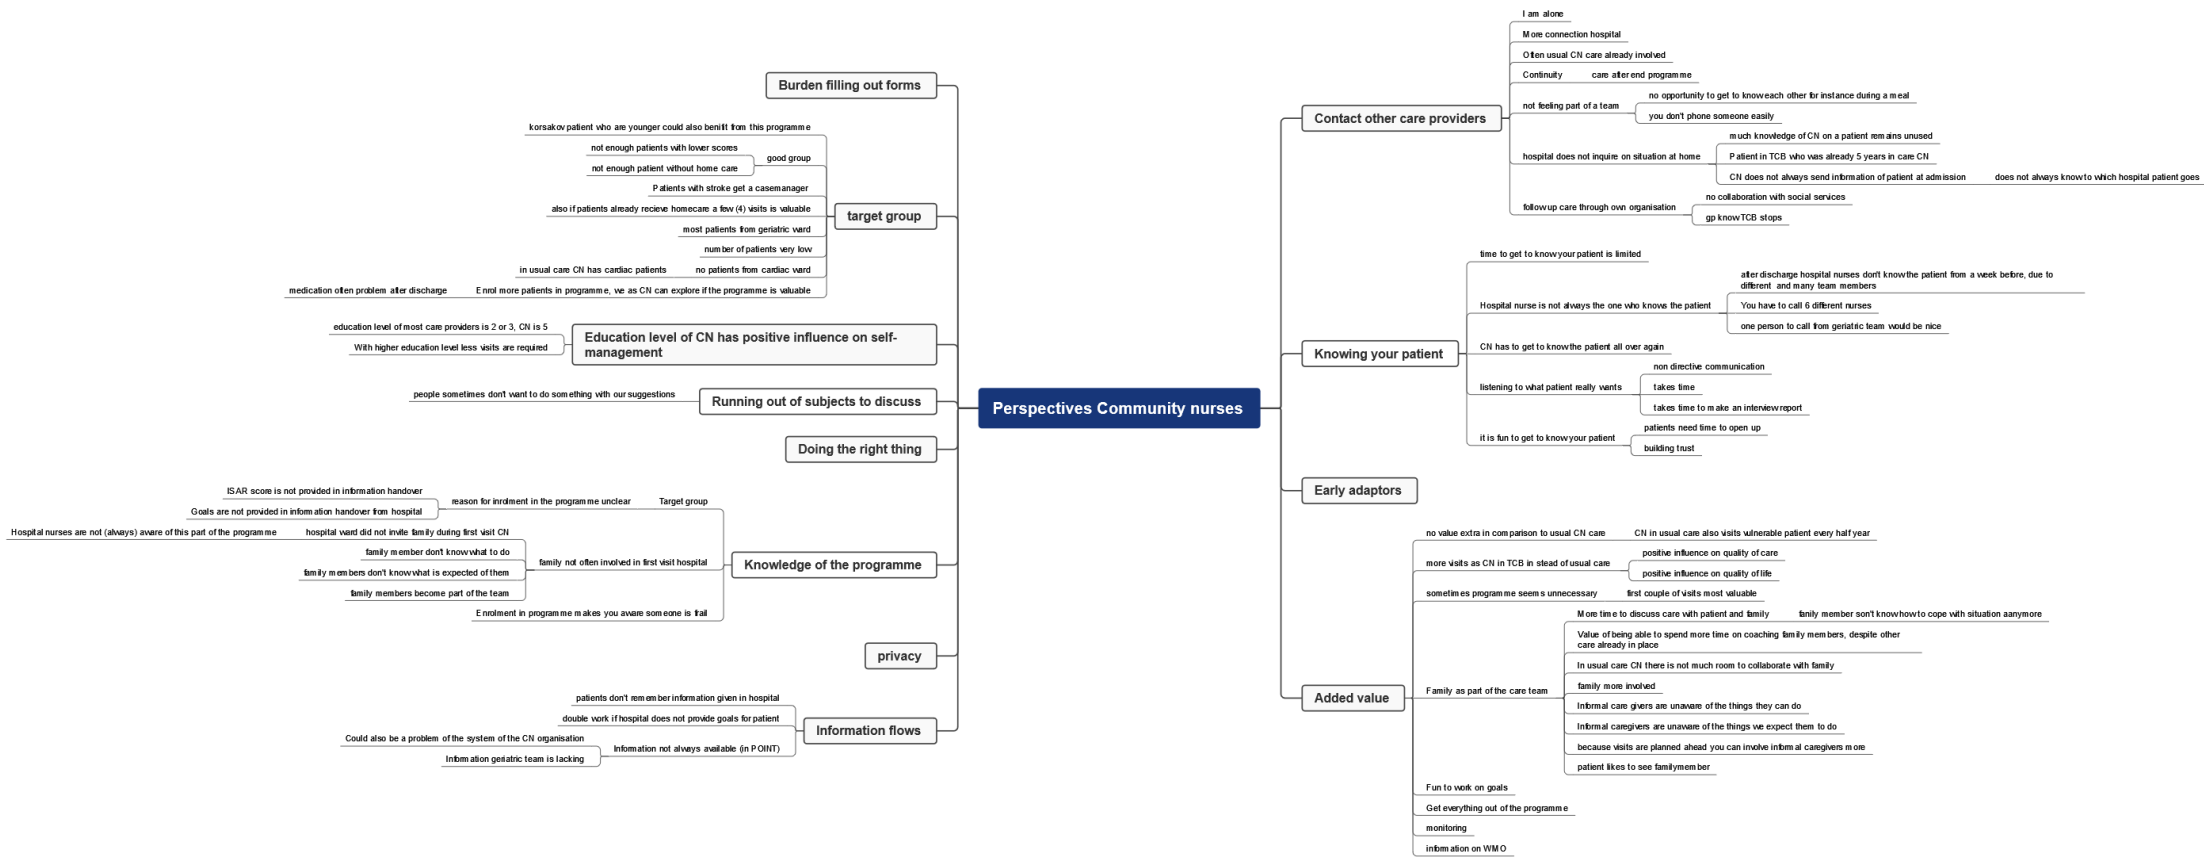 Perspectives Community nurses
Burden filling out forms
target group
korsakov patient who are younger could also benifit from this programme
good group
not enough patients with lower scores
not enough patient without home care
Patients with stroke get a casemanager
also if patients already recieve homecare a few (4) visits is valuable
most patients from geriatric ward
number of patients very low
no patients from cardiac ward
in usual care CN has cardiac patients
Enrol more patients in programme, we as CN can explore if the programme is valuable
medication often problem after discharge
Education level of CN has positive influence on self-
management
education level of most care providers is 2 or 3, CN is 5
With higher education level less visits are required
Running out of subjects to discuss
people sometimes don't want to do something with our suggestions
Doing the right thing
Knowledge of the programme
Target group
reason for inrolment in the programme unclear
ISAR score is not provided in information handover
Goals are not provided in information handover from hospital
family not often involved in first visit hospital
hospital ward did not invite family during first visit CN
Hospital nurses are not (always) aware of this part of the programme
family member don't know what to do
family members don't know what is expected of them
family members become part of the team
Enrolment in programme makes you aware someone is frail
privacy
Information flows
patients don't remember information given in hospital
double work if hospital does not provide goals for patient
Information not always available (in POINT)
Could also be a problem of the system of the CN organisation
Information geriatric team is lacking
Contact other care providers
I am alone
More connection hospital
Often usual CN care already involved
Continuity
care after end programme
not feeling part of a team
no opportunity to get to know each other for instance during a meal
you don't phone someone easily
hospital does not inquire on situation at home
much knowledge of CN on a patient remains unused
Patient in TCB who was already 5 years in care CN
CN does not always send information of patient at admission
does not always know to which hospital patient goes
follow up care through own organisation
no collaboration with social services
gp know TCB stops
Knowing your patient
time to get to know your patient is limited
Hospital nurse is not always the one who knows the patient
after discharge hospital nurses don't know the patient from a week before, due to
different and many team members
You have to call 6 different nurses
one person to call from geriatric team would be nice
CN has to get to know the patient all over again
listening to what patient really wants
non directive communication
takes time
takes time to make an interview report
it is fun to get to know your patient
patients need time to open up
building trust
Early adaptors
Added value
no value extra in comparison to usual CN care
CN in usual care also visits vulnerable patient every half year
more visits as CN in TCB in stead of usual care
positive influence on quality of care
positive influence on quality of life
sometimes programme seems unnecessary
first couple of visits most valuable
Family as part of the care team
More time to discuss care with patient and family
fanily member son't know how to cope with situation aanymore
Value of being able to spend more time on coaching family members, despite other
care already in place
In usual care CN there is not much room to collaborate with family
family more involved
Informal care givers are unaware of the things they can do
Informal caregivers are unaware of the things we expect them to do
because visits are planned ahead you can involve informal caregivers more
patient likes to see familymember
Fun to work on goals
Get everything out of the programme
monitoring
information on WMO